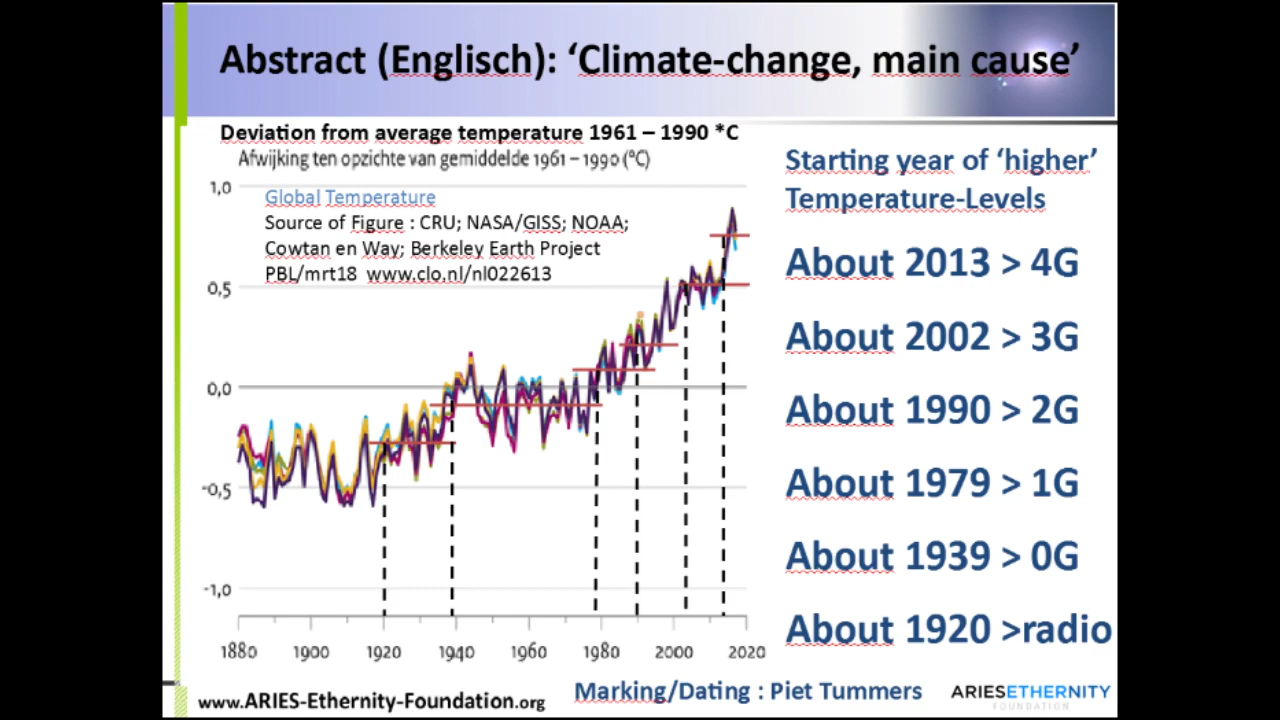 Abstract (Englisch): ‘Climate-change, main cause’
Deviation from average temperature 1961 – 1990 *C
Afwijking ten opzichte van gemiddelde 1961 – 1990 (°C)
Global Temperature
Source of Figure : CRU; NASA/GISS; NOAA;
Cowtan en Way; Berkeley Earth Project
PBL/mrt18 www.clo.nl/nl022613
1,0
0,5
0,0
-0,5
-1,0
1880 1900 1920 1940 1960 1980 2000 2020
Starting year of ‘higher’
Temperature-Levels
About 2013 > 4G
About 2002 > 3G
About 1990 > 2G
About 1979 > 1G
About 1939 > 0G
About 1920 >radio
www.ARIES-Ethernity-Foundation.org
Marking/Dating : Piet Tummers
ARIESETHERNITY
FOUNDATION